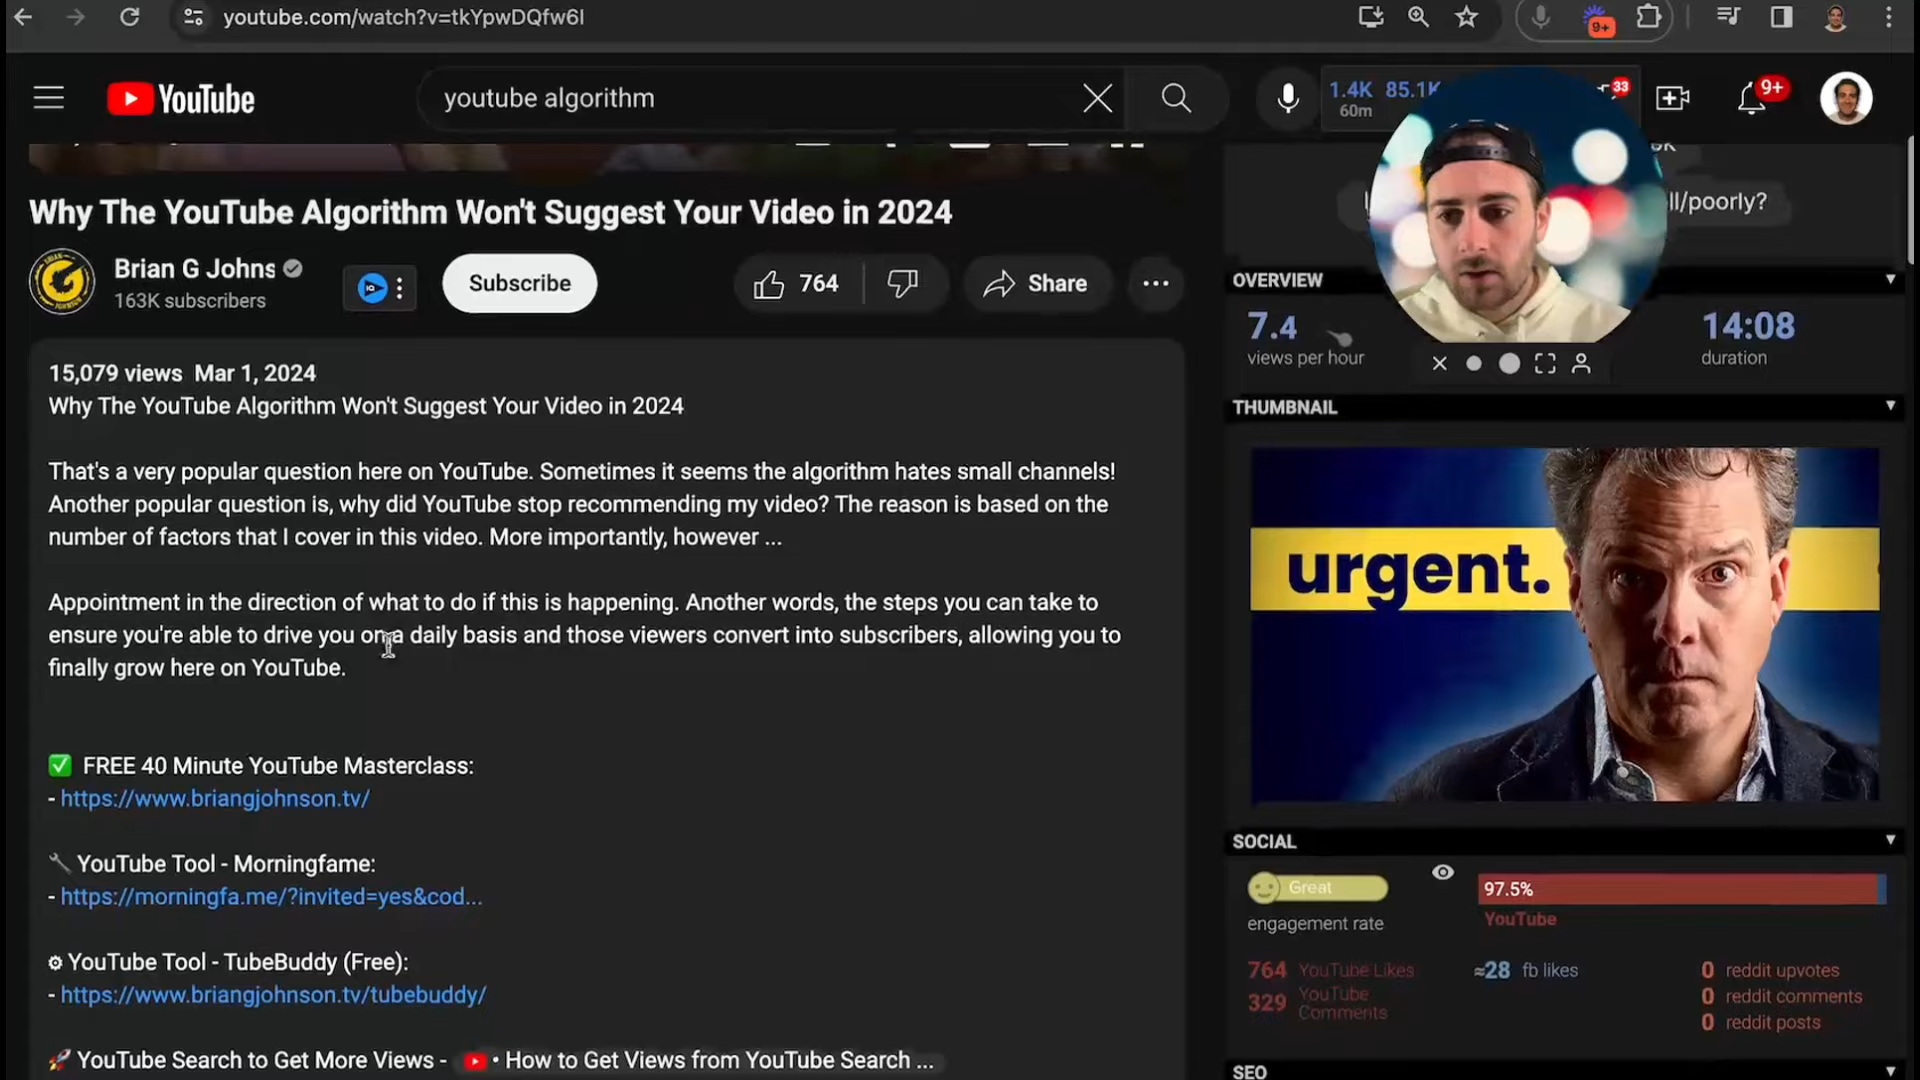 youtube.com/watch?v=tkYpwDQfw6I
9+
YouTube
youtube algorithm
1.4K 85.1K
60m
33
9+
Why The YouTube Algorithm Won't Suggest Your Video in 2024
ll/poorly?
Brian G Johns
163K subscribers
IQ
Subscribe
764
Share
OVERVIEW
7.4
views per hour
14:08
duration
15,079 views Mar 1, 2024
Why The YouTube Algorithm Won't Suggest Your Video in 2024
That's a very popular question here on YouTube. Sometimes it seems the algorithm hates small channels!
Another popular question is, why did YouTube stop recommending my video? The reason is based on the
number of factors that I cover in this video. More importantly, however ...
Appointment in the direction of what to do if this is happening. Another words, the steps you can take to
ensure you're able to drive you on a daily basis and those viewers convert into subscribers, allowing you to
finally grow here on YouTube.
✅ FREE 40 Minute YouTube Masterclass:
- https://www.briangjohnson.tv/
🔧 YouTube Tool - Morningfame:
- https://morningfa.me/?invited=yes&cod...
⚙ YouTube Tool - TubeBuddy (Free):
- https://www.briangjohnson.tv/tubebuddy/
🚀 YouTube Search to Get More Views - • How to Get Views from YouTube Search ...
THUMBNAIL
urgent.
SOCIAL
Great
engagement rate
97.5%
YouTube
764 YouTube Likes
329 YouTube
Comments
≈28 fb likes
0 reddit upvotes
0 reddit comments
0 reddit posts
SEO